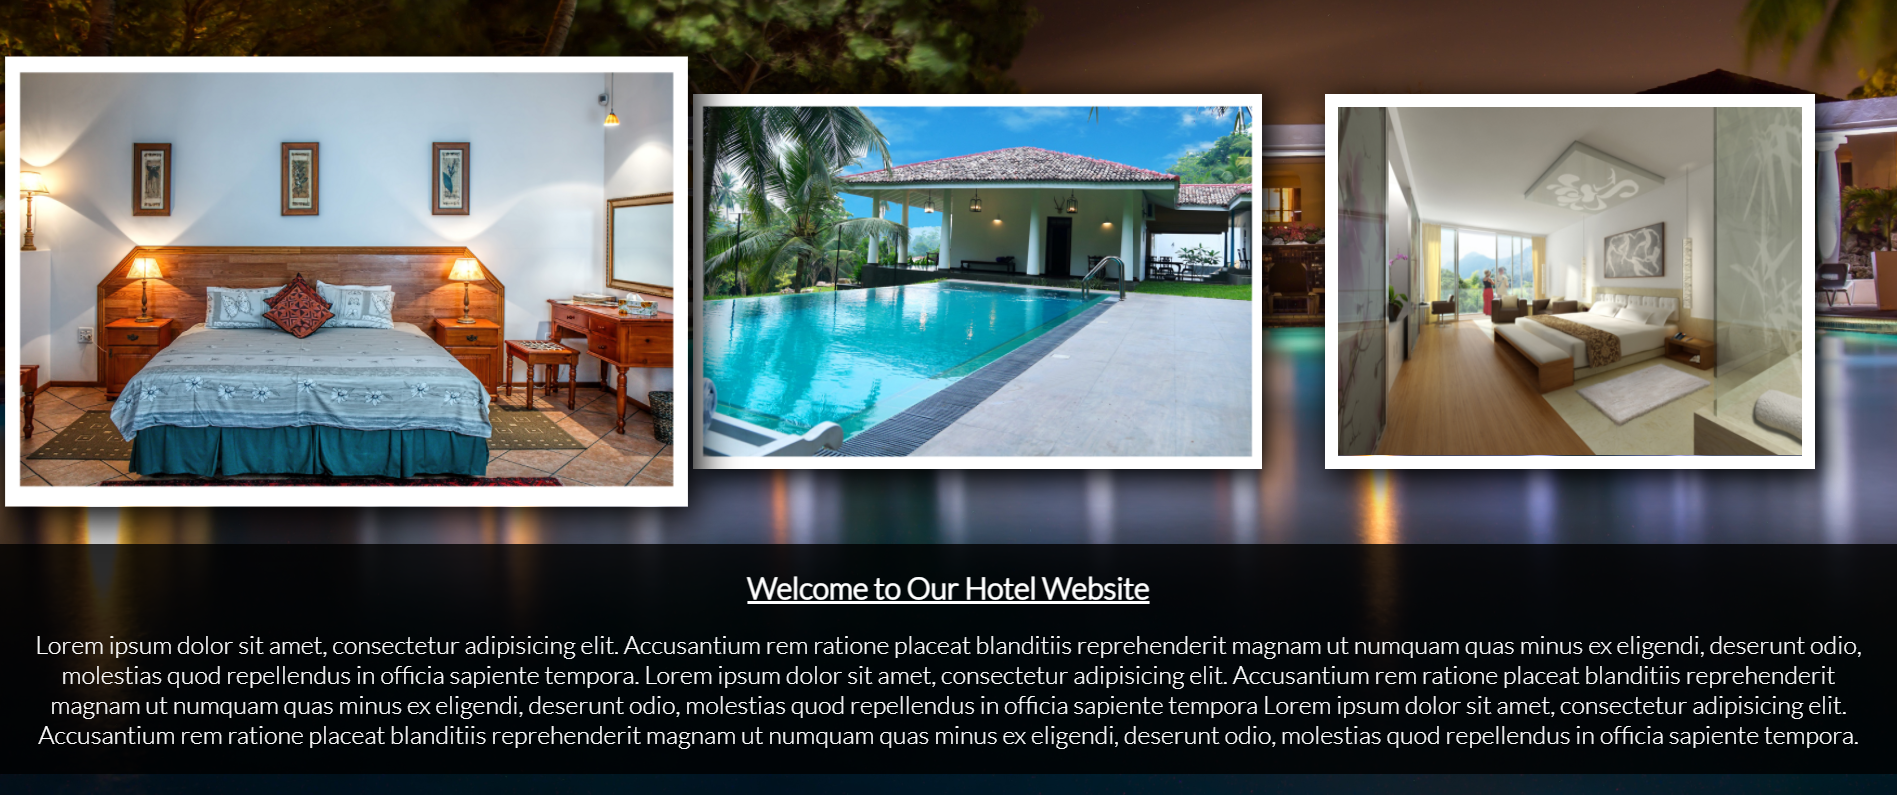 Welcome to Our Hotel Website
Lorem ipsum dolor sit amet, consectetur adipisicing elit. Accusantium rem ratione placeat blanditiis reprehenderit magnam ut numquam quas minus ex eligendi, deserunt odio,
molestias quod repellendus in officia sapiente tempora. Lorem ipsum dolor sit amet, consectetur adipisicing elit. Accusantium rem ratione placeat blanditiis reprehenderit
magnam ut numquam quas minus ex eligendi, deserunt odio, molestias quod repellendus in officia sapiente tempora Lorem ipsum dolor sit amet, consectetur adipisicing elit.
Accusantium rem ratione placeat blanditiis reprehenderit magnam ut numquam quas minus ex eligendi, deserunt odio, molestias quod repellendus in officia sapiente tempora.